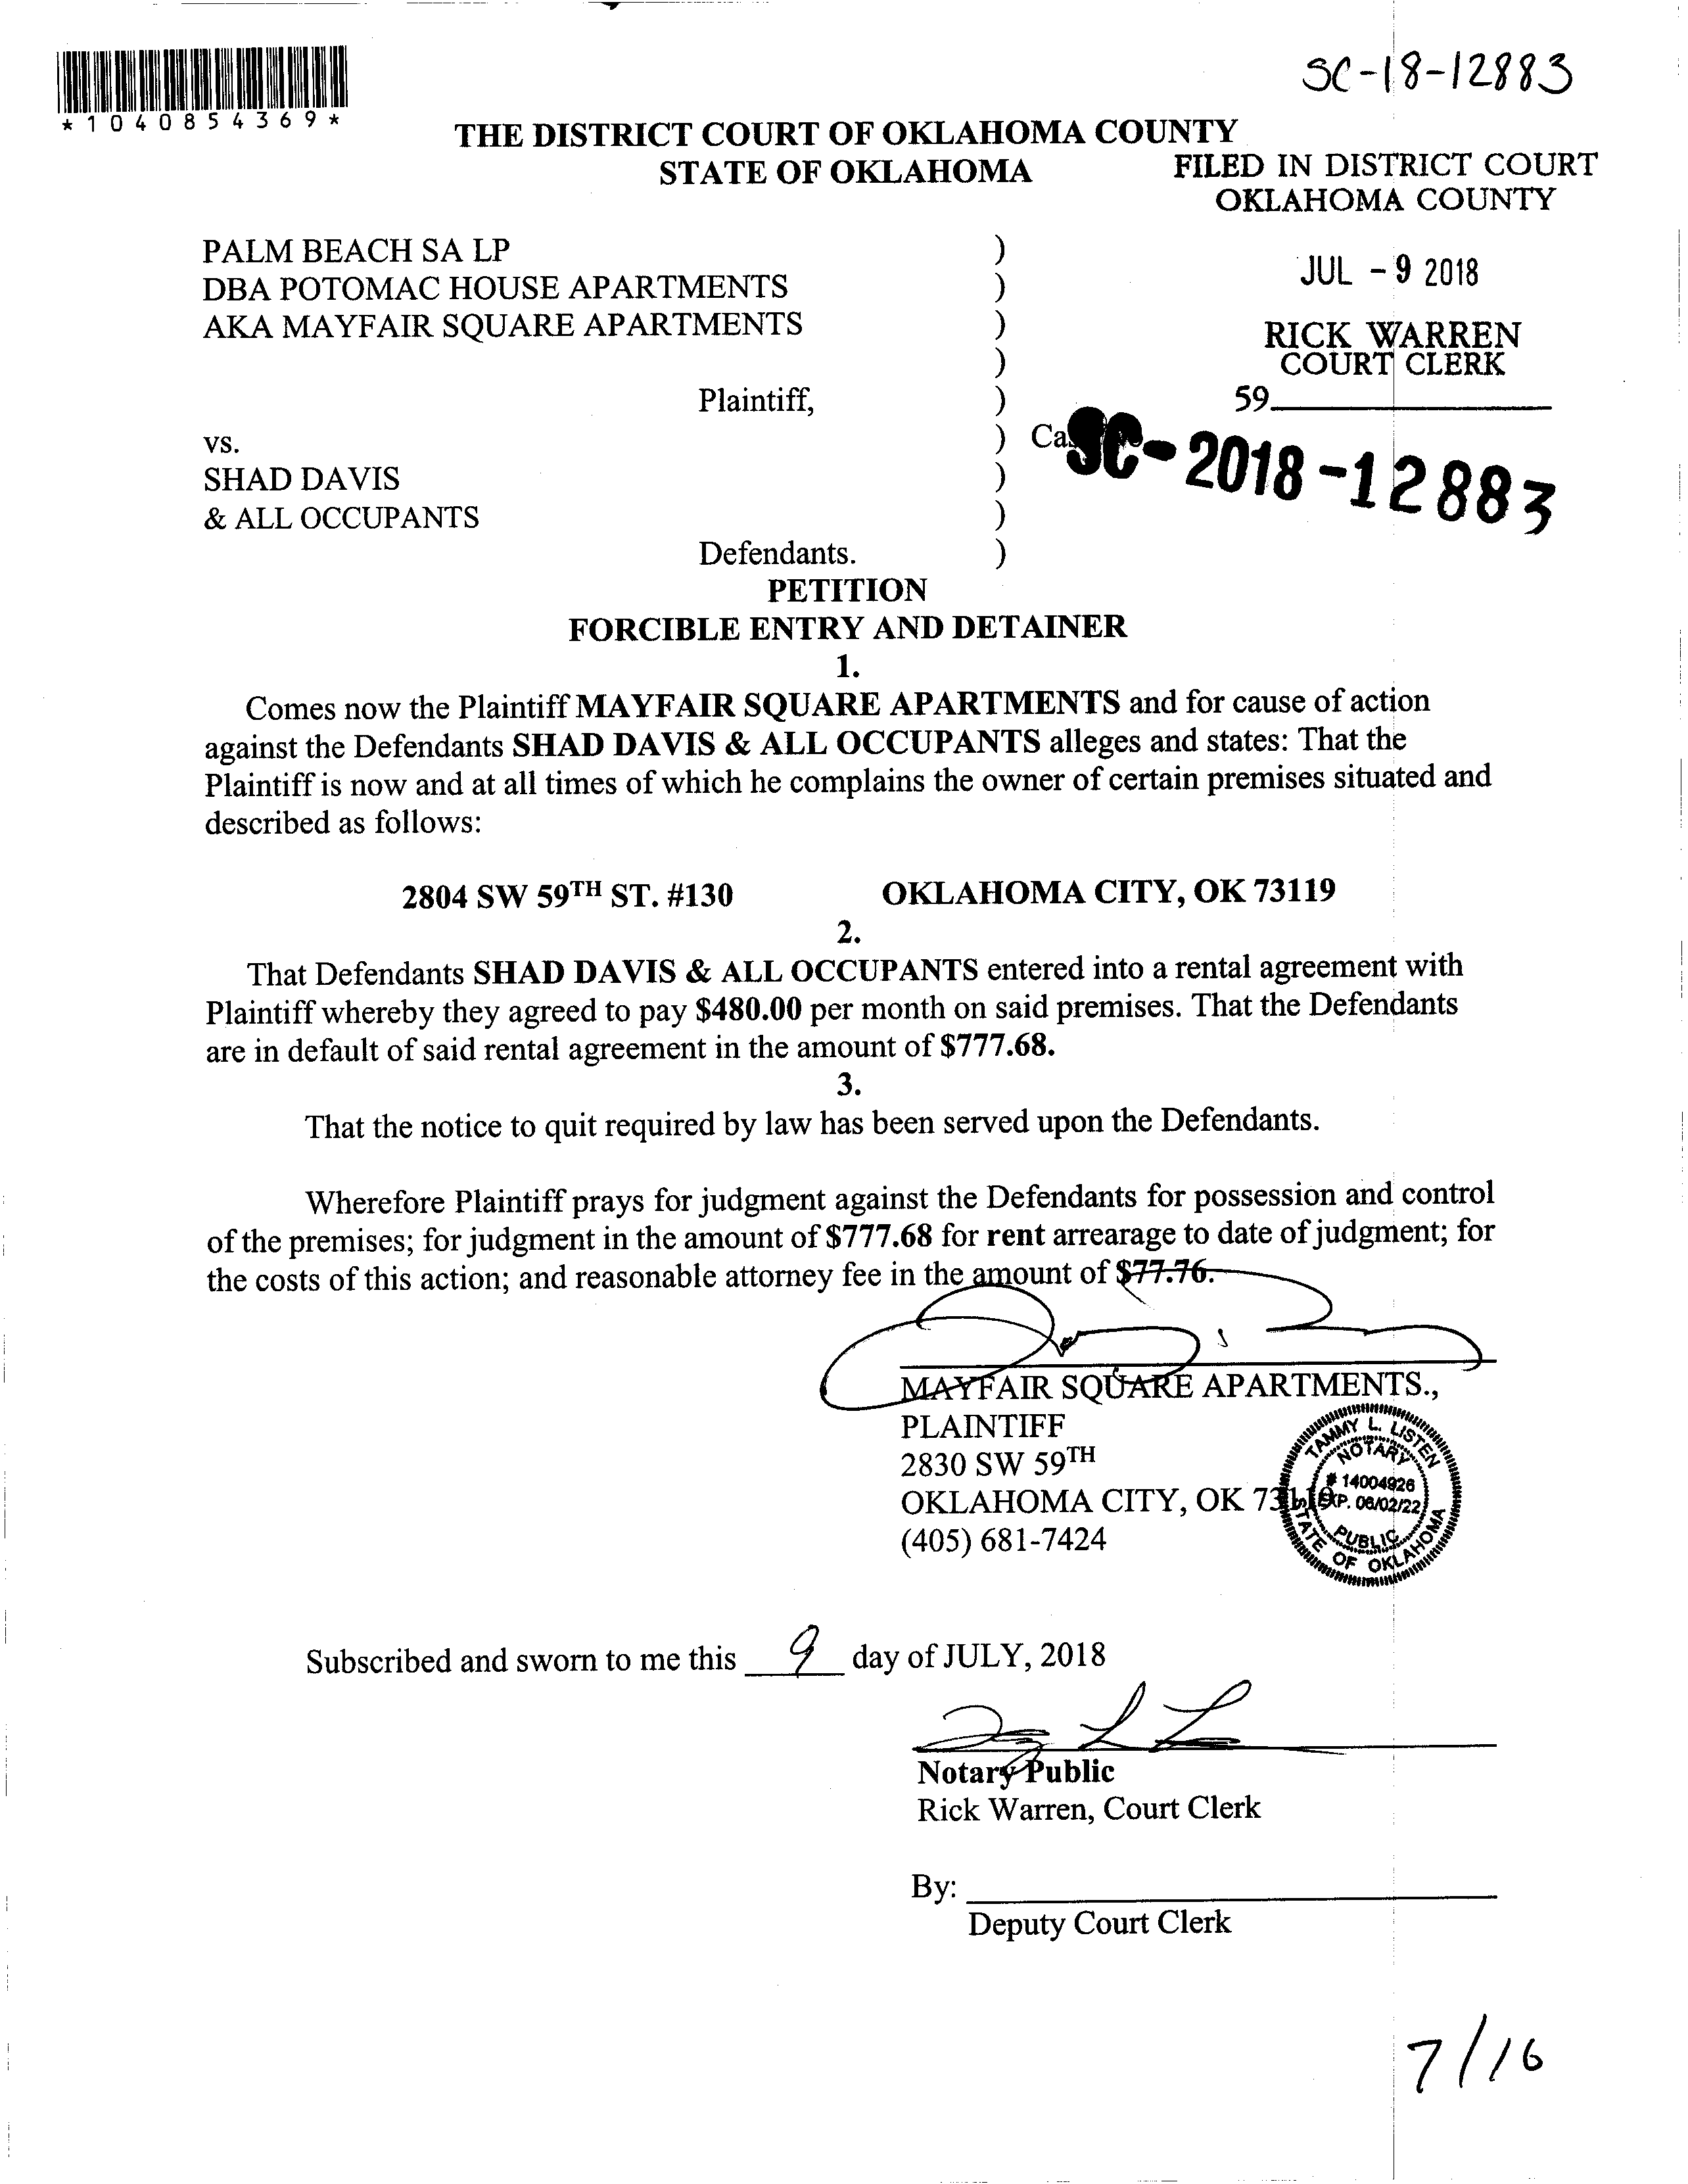 SC-18-12883
*1040854369*
THE DISTRICT COURT OF OKLAHOMA COUNTY
STATE OF OKLAHOMA
FILED IN DISTRICT COURT
OKLAHOMA COUNTY
JUL - 9 2018
RICK WARREN
COURT CLERK
59
PALM BEACH SA LP )
DBA POTOMAC HOUSE APARTMENTS )
AKA MAYFAIR SQUARE APARTMENTS )
)
Plaintiff, )
vs. )
SC-2018-12883
SHAD DAVIS )
& ALL OCCUPANTS )
Defendants. )
PETITION
FORCIBLE ENTRY AND DETAINER
1.
Comes now the Plaintiff MAYFAIR SQUARE APARTMENTS and for cause of action
against the Defendants SHAD DAVIS & ALL OCCUPANTS alleges and states: That the
Plaintiff is now and at all times of which he complains the owner of certain premises situated and
described as follows:
2804 SW 59TH ST. #130 OKLAHOMA CITY, OK 73119
2.
That Defendants SHAD DAVIS & ALL OCCUPANTS entered into a rental agreement with
Plaintiff whereby they agreed to pay $480.00 per month on said premises. That the Defendants
are in default of said rental agreement in the amount of $777.68.
3.
That the notice to quit required by law has been served upon the Defendants.
Wherefore Plaintiff prays for judgment against the Defendants for possession and control
of the premises; for judgment in the amount of $777.68 for rent arrearage to date of judgment; for
the costs of this action; and reasonable attorney fee in the amount of $77.76.
MAYFAIR SQUARE APARTMENTS.,
PLAINTIFF
2830 SW 59TH
OKLAHOMA CITY, OK 73119
(405) 681-7424
TAMMY L. LISTEN
NOTARY
# 14004926
EXP. 06/02/22
PUBLIC
STATE OF OKLAHOMA
Subscribed and sworn to me this 9 day of JULY, 2018
Notary Public
Rick Warren, Court Clerk
By:
Deputy Court Clerk
7/16